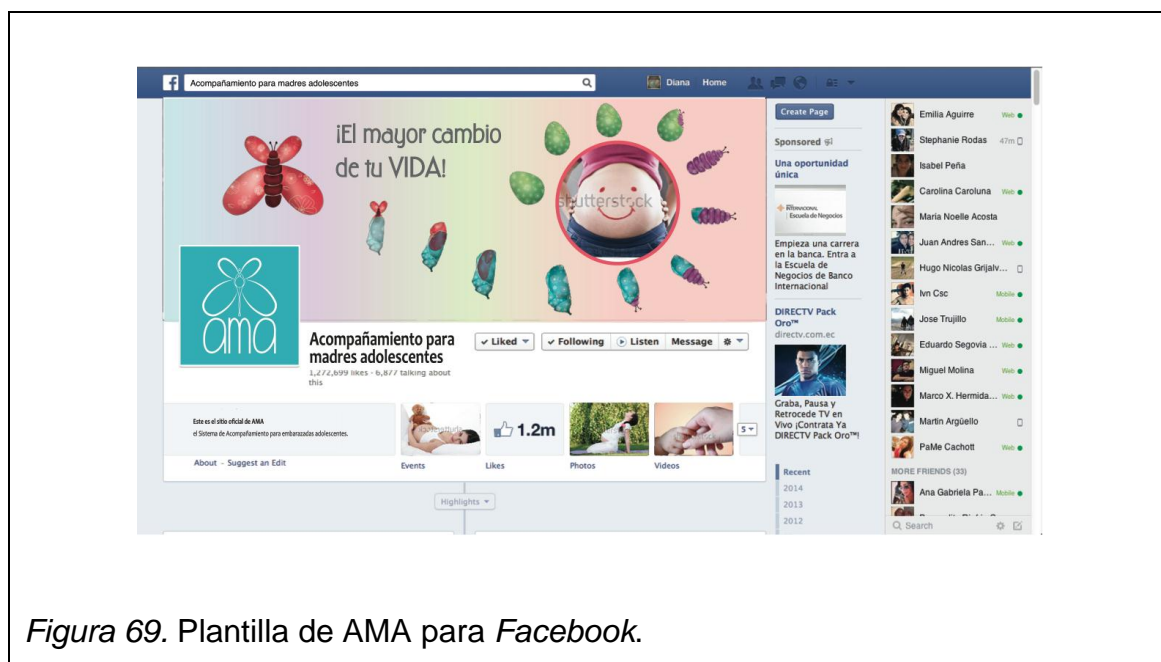 Acompañamiento para madres adolescentes
Diana Home
¡El mayor cambio
de tu VIDA!
shutterstock
ama
Acompañamiento para
madres adolescentes
1,272,699 likes · 6,877 talking about
this
✓ Liked
✓ Following
Listen
Message
Este es el sitio oficial de AMA
el Sistema de Acompañamiento para embarazadas adolescentes.
About - Suggest an Edit
Events
1.2m
Likes
Photos
Videos
5
Highlights
Create Page
Sponsored
Una oportunidad
única
INTERNACIONAL
Escuela de Negocios
Empieza una carrera
en la banca. Entra a
la Escuela de
Negocios de Banco
Internacional
DIRECTV Pack
Oro™
directv.com.ec
Graba, Pausa y
Retrocede TV en
Vivo ¡Contrata Ya
DIRECTV Pack Oro™!
Recent
2014
2013
2012
Emilia Aguirre Web
Stephanie Rodas 47m
Isabel Peña
Carolina Caroluna Web
Maria Noelle Acosta
Juan Andres San... Web
Hugo Nicolas Grijalv...
Ivn Csc Mobile
Jose Trujillo Mobile
Eduardo Segovia ... Web
Miguel Molina Web
Marco X. Hermida... Web
Martin Argüello
PaMe Cachott Web
MORE FRIENDS (33)
Ana Gabriela Pa... Mobile
Search
Figura 69. Plantilla de AMA para Facebook.